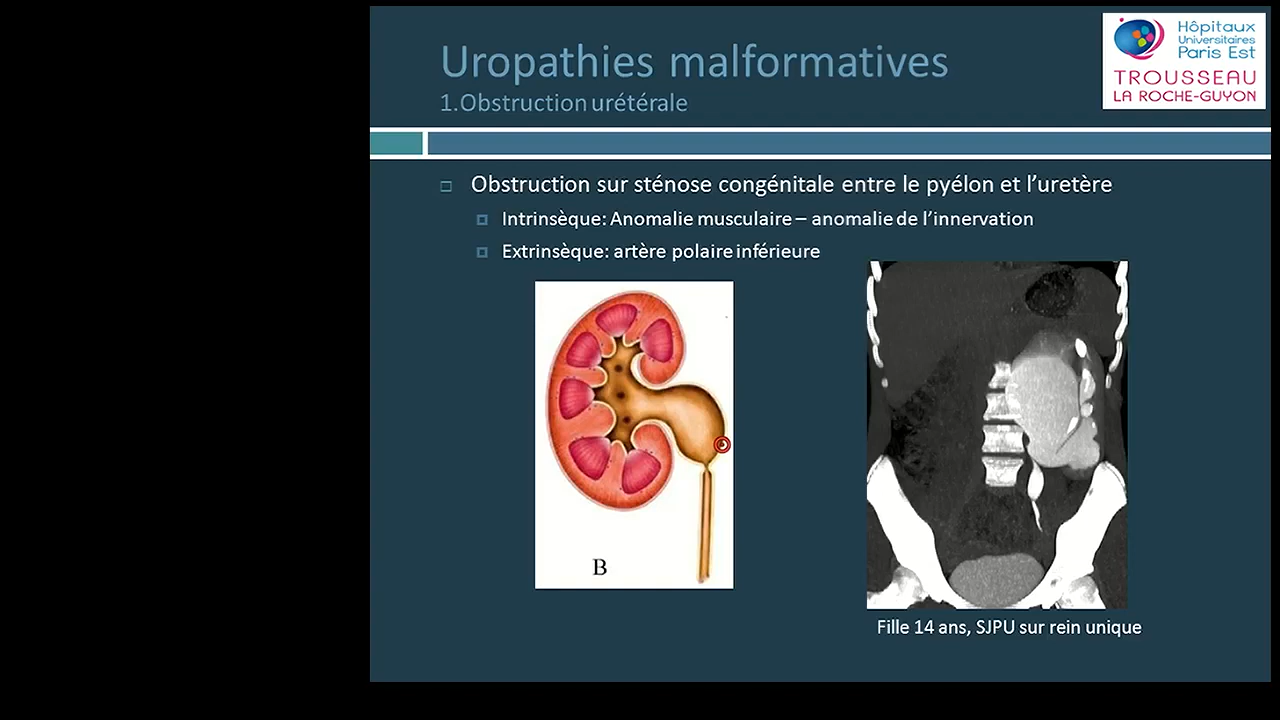 Uropathies malformatives
1.Obstruction urétérale
Hôpitaux
Universitaires
Paris Est
TROUSSEAU
LA ROCHE-GUYON
Obstruction sur sténose congénitale entre le pyélon et l’uretère
Intrinsèque: Anomalie musculaire – anomalie de l’innervation
Extrinsèque: artère polaire inférieure
B
Fille 14 ans, SJPU sur rein unique